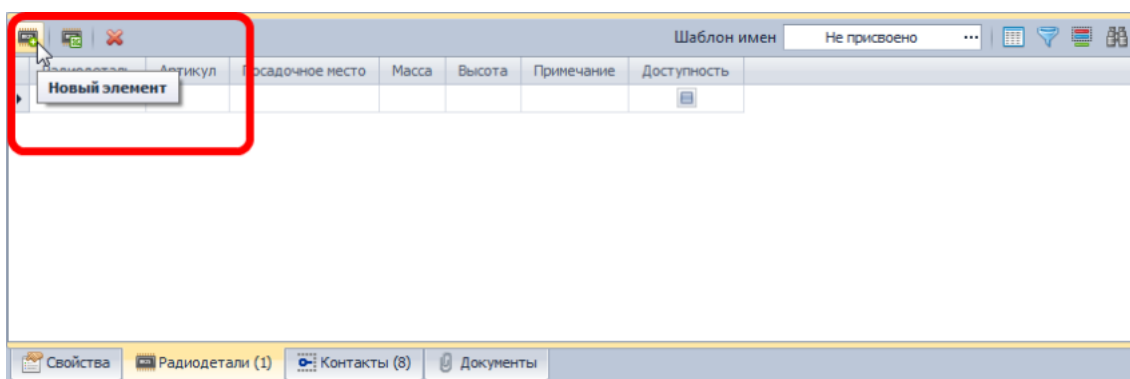 Шаблон имен Не присвоено ...
Радиодеталь Артикул Посадочное место Масса Высота Примечание Доступность
Новый элемент
Свойства Радиодетали (1) Контакты (8) Документы